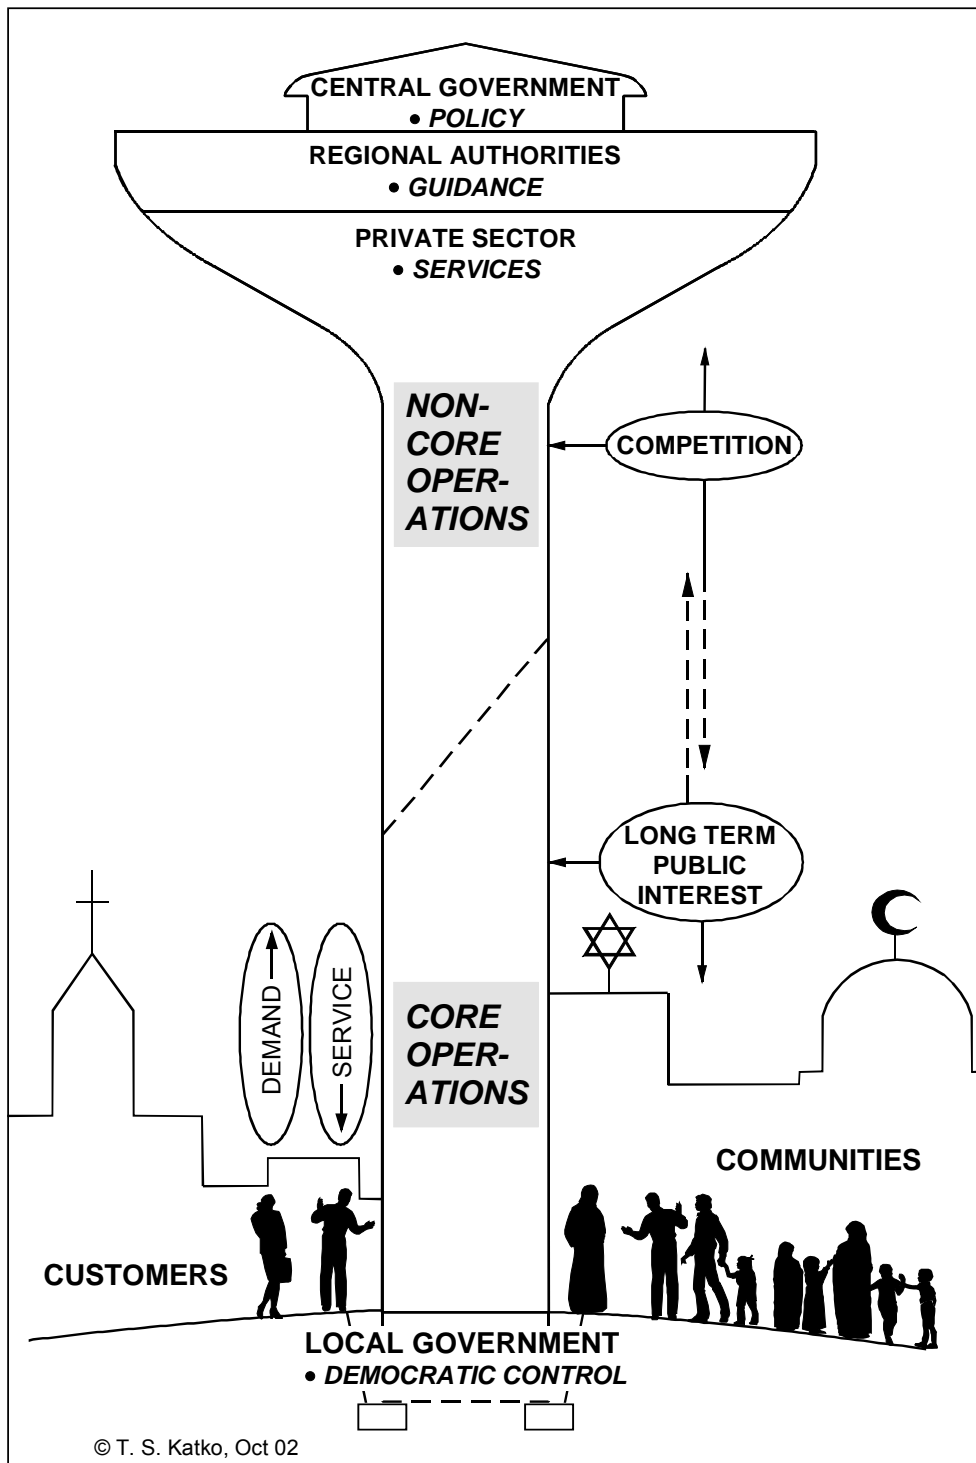 CENTRAL GOVERNMENT
• POLICY
REGIONAL AUTHORITIES
• GUIDANCE
PRIVATE SECTOR
• SERVICES
NON-
CORE
OPER-
ATIONS
COMPETITION
LONG TERM
PUBLIC
INTEREST
DEMAND
SERVICE
CORE
OPER-
ATIONS
COMMUNITIES
CUSTOMERS
LOCAL GOVERNMENT
• DEMOCRATIC CONTROL
© T. S. Katko, Oct 02